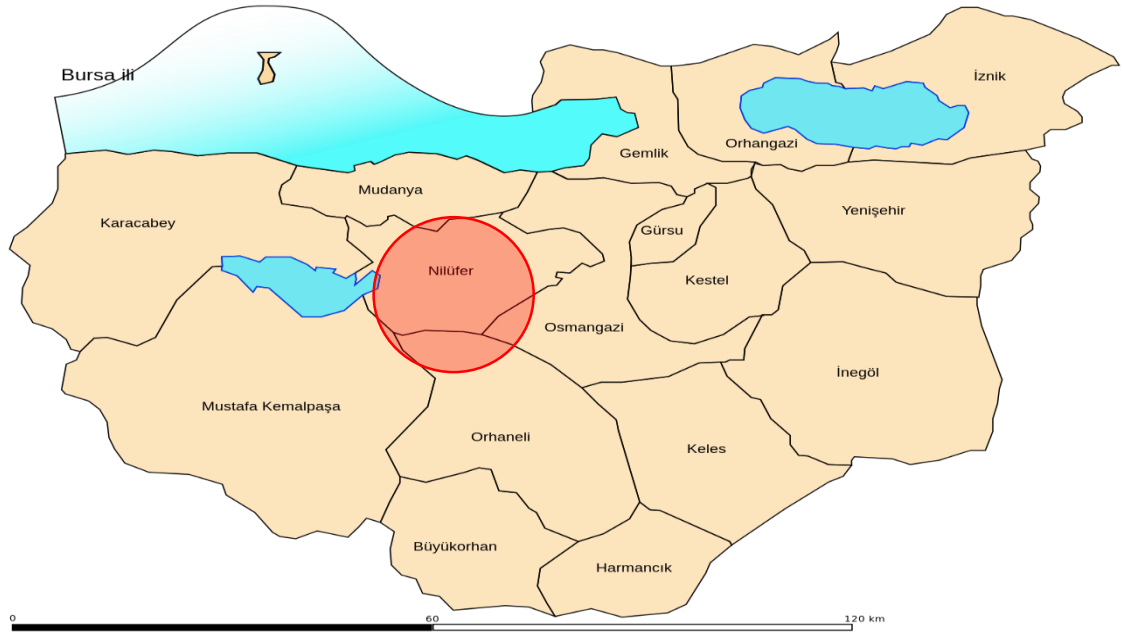 Bursa ili
İznik
Orhangazi
Gemlik
Mudanya
Yenişehir
Karacabey
Gürsu
Nilüfer
Kestel
Osmangazi
İnegöl
Mustafa Kemalpaşa
Orhaneli
Keles
Büyükorhan
Harmancık
0 60 120 km